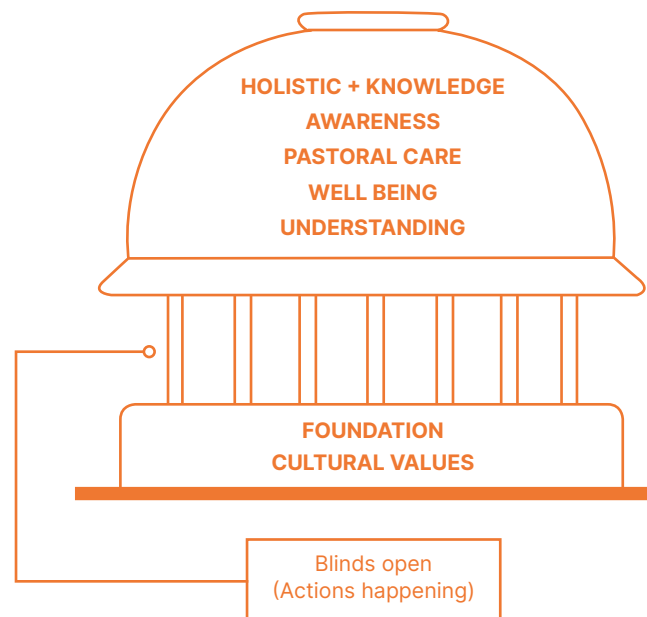 HOLISTIC + KNOWLEDGE
AWARENESS
PASTORAL CARE
WELL BEING
UNDERSTANDING
FOUNDATION
CULTURAL VALUES
Blinds open
(Actions happening)